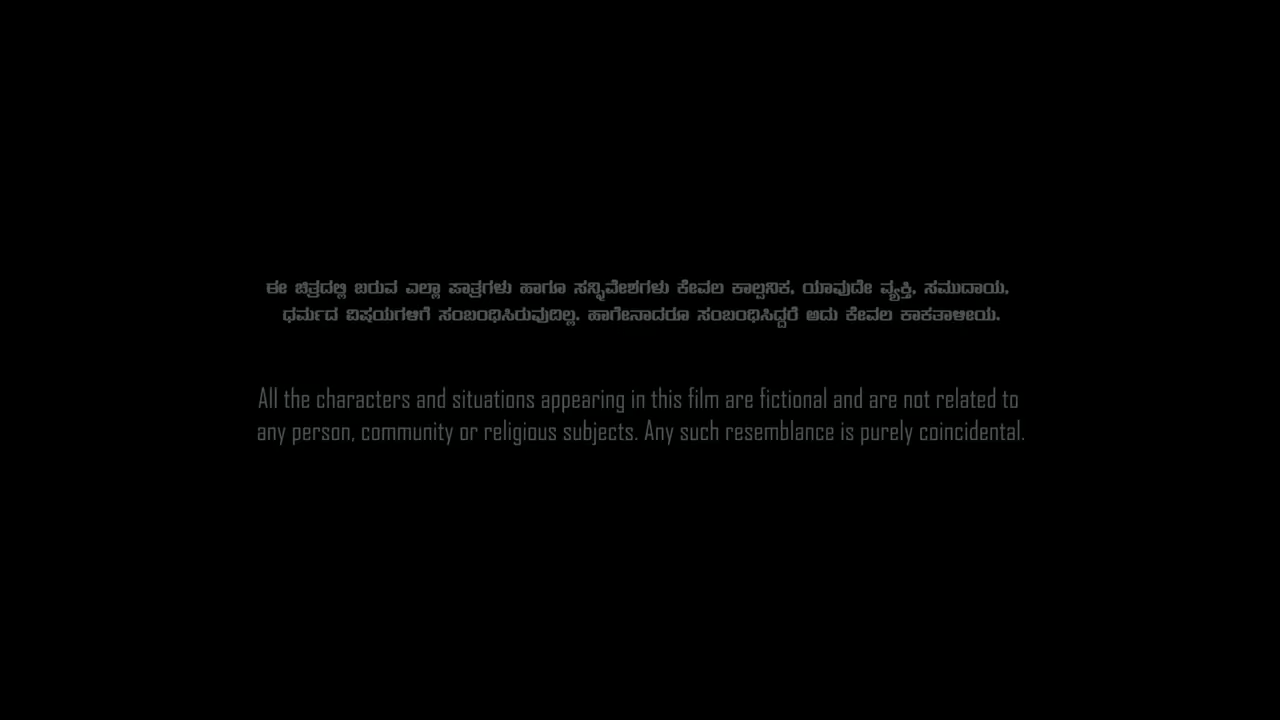 ಈ ಚಿತ್ರದಲ್ಲಿ ಬರುವ ಎಲ್ಲಾ ಪಾತ್ರಗಳು ಹಾಗೂ ಸನ್ನಿವೇಶಗಳು ಕೇವಲ ಕಾಲ್ಪನಿಕ, ಯಾವುದೇ ವ್ಯಕ್ತಿ, ಸಮುದಾಯ,
ಧರ್ಮದ ವಿಷಯಗಳಿಗೆ ಸಂಬಂಧಿಸಿರುವುದಿಲ್ಲ. ಹಾಗೇನಾದರೂ ಸಂಬಂಧಿಸಿದ್ದರೆ ಅದು ಕೇವಲ ಕಾಕತಾಳೀಯ.
All the characters and situations appearing in this film are fictional and are not related to
any person, community or religious subjects. Any such resemblance is purely coincidental.